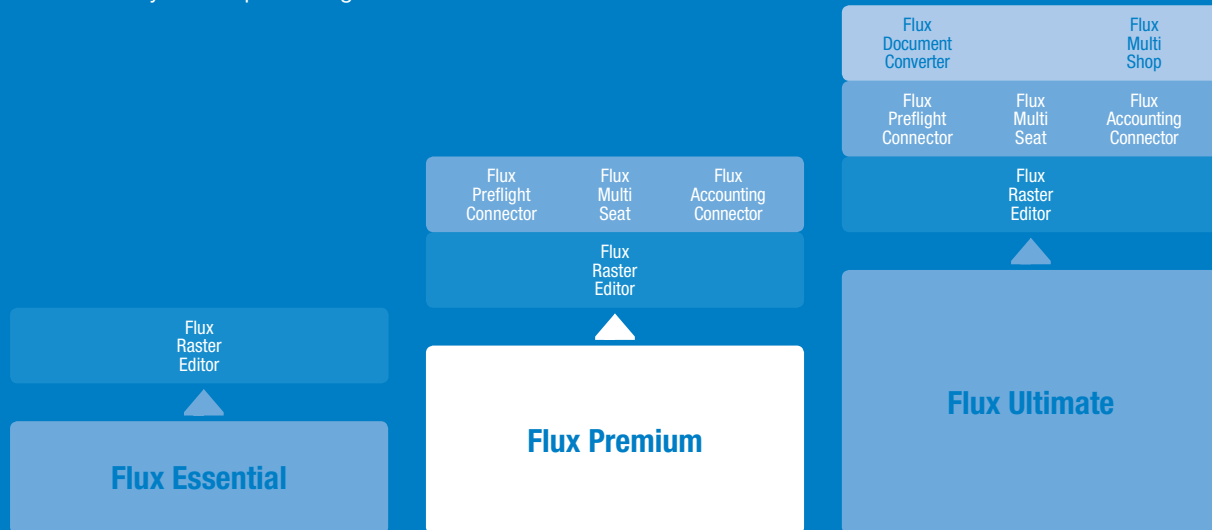 Flux
Raster
Editor
Flux Essential
Flux
Preflight
Connector
Flux
Multi
Seat
Flux
Accounting
Connector
Flux
Raster
Editor
Flux Premium
Flux
Document
Converter
Flux
Multi
Shop
Flux
Preflight
Connector
Flux
Multi
Seat
Flux
Accounting
Connector
Flux
Raster
Editor
Flux Ultimate